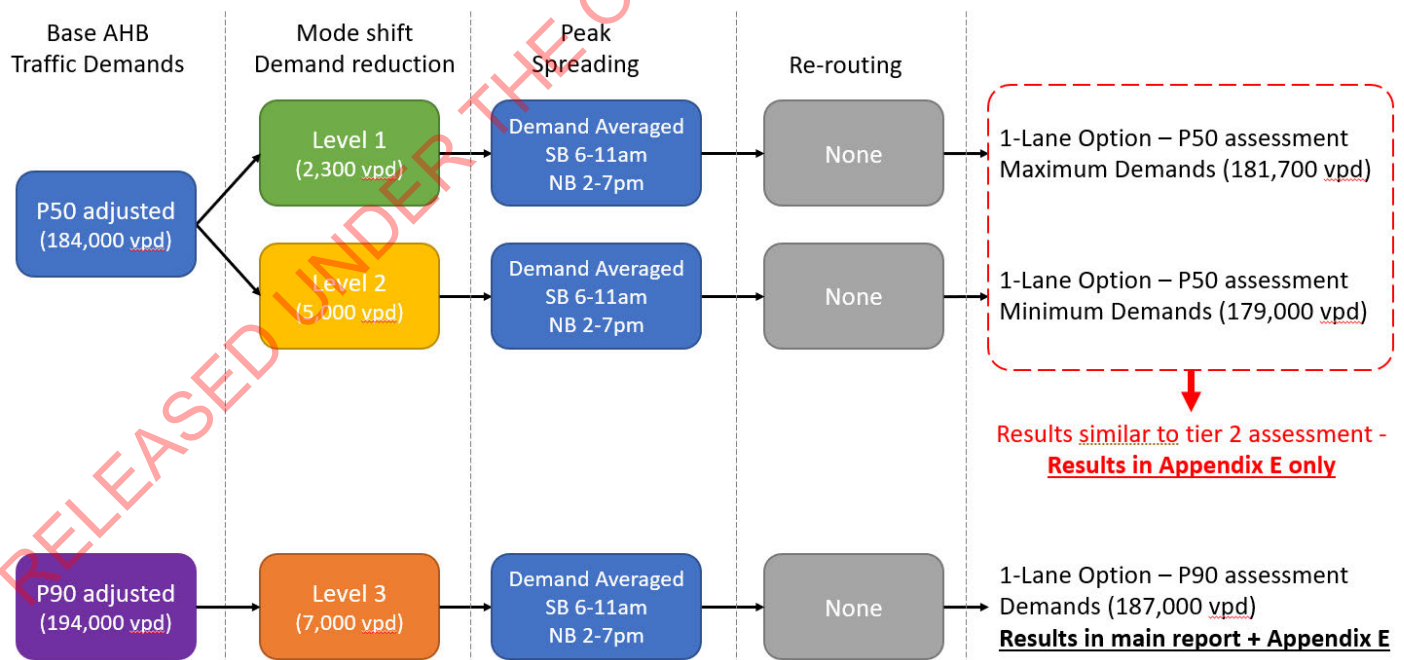 Base AHB
Traffic Demands
Mode shift
Demand reduction
Peak
Spreading
Re-routing
P50 adjusted
(184,000 vpd)
Level 1
(2,300 vpd)
Demand Averaged
SB 6-11am
NB 2-7pm
None
1-Lane Option – P50 assessment
Maximum Demands (181,700 vpd)
Level 2
(5,000 vpd)
Demand Averaged
SB 6-11am
NB 2-7pm
None
1-Lane Option – P50 assessment
Minimum Demands (179,000 vpd)
Results similar to tier 2 assessment -
Results in Appendix E only
P90 adjusted
(194,000 vpd)
Level 3
(7,000 vpd)
Demand Averaged
SB 6-11am
NB 2-7pm
None
1-Lane Option – P90 assessment
Demands (187,000 vpd)
Results in main report + Appendix E
RELEASED UNDER THE